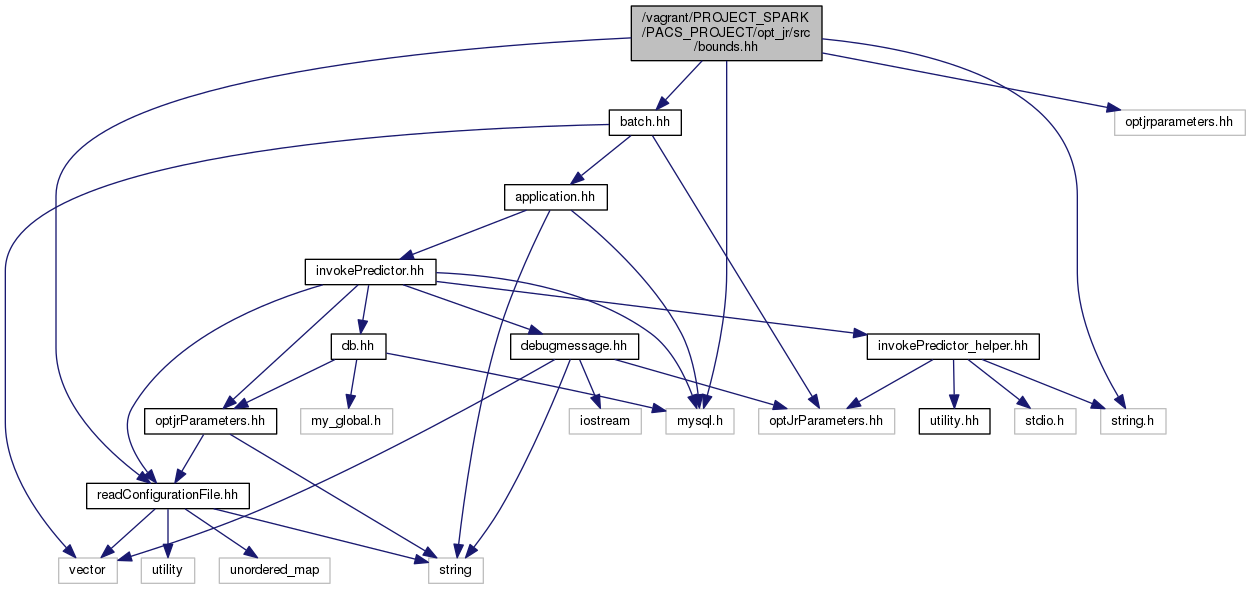 /vagrant/PROJECT_SPARK
/PACS_PROJECT/opt_jr/src
/bounds.hh
batch.hh
optjrparameters.hh
application.hh
invokePredictor.hh
db.hh
debugmessage.hh
invokePredictor_helper.hh
optjrParameters.hh
my_global.h
iostream
mysql.h
optJrParameters.hh
utility.hh
stdio.h
string.h
readConfigurationFile.hh
vector
utility
unordered_map
string